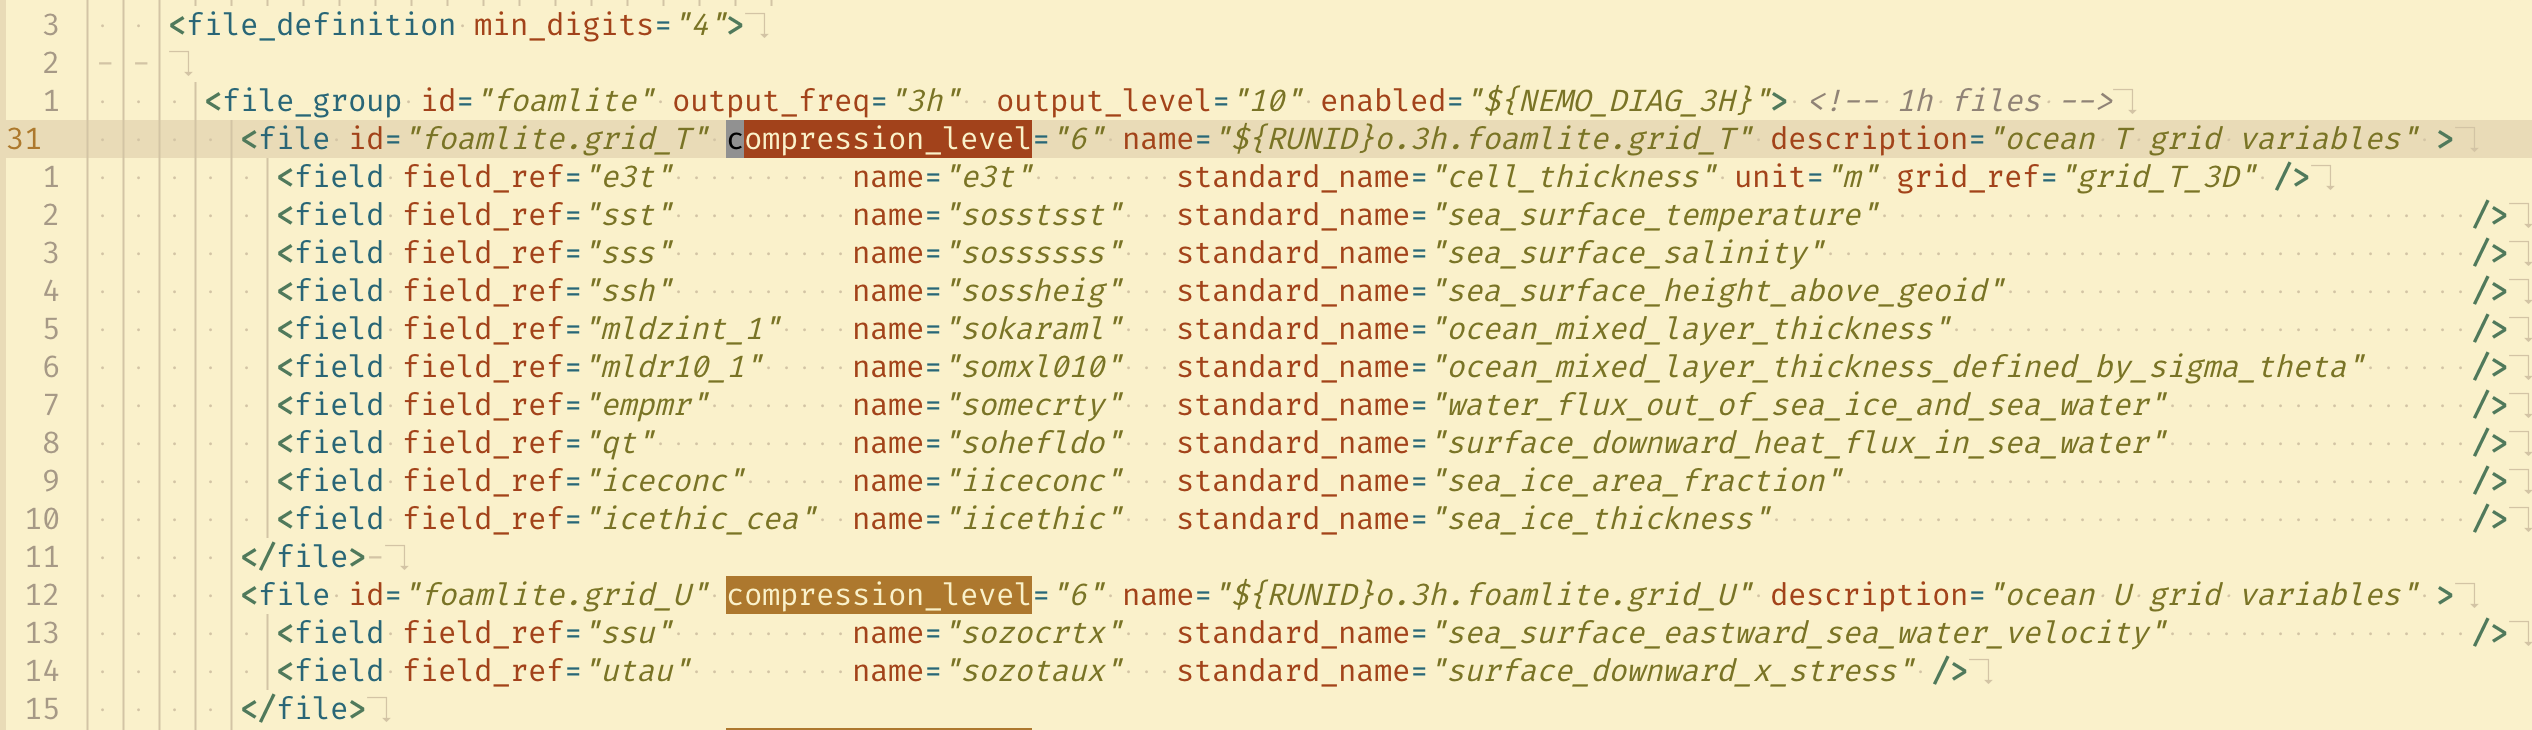 3 <file_definition min_digits="4">
2
1 <file_group id="foamlite" output_freq="3h"  output_level="10" enabled="${NEMO_DIAG_3H}"> <!-- 1h files -->
31 <file id="foamlite.grid_T" compression_level="6" name="${RUNID}o.3h.foamlite.grid_T" description="ocean T grid variables" >
1 <field field_ref="e3t" name="e3t" standard_name="cell_thickness" unit="m" grid_ref="grid_T_3D" />
2 <field field_ref="sst" name="sosstsst" standard_name="sea_surface_temperature" />
3 <field field_ref="sss" name="sossssss" standard_name="sea_surface_salinity" />
4 <field field_ref="ssh" name="sossheig" standard_name="sea_surface_height_above_geoid" />
5 <field field_ref="mldzint_1" name="sokaraml" standard_name="ocean_mixed_layer_thickness" />
6 <field field_ref="mldr10_1" name="somxl010" standard_name="ocean_mixed_layer_thickness_defined_by_sigma_theta" />
7 <field field_ref="empmr" name="somecrty" standard_name="water_flux_out_of_sea_ice_and_sea_water" />
8 <field field_ref="qt" name="sohefldo" standard_name="surface_downward_heat_flux_in_sea_water" />
9 <field field_ref="iceconc" name="iiceconc" standard_name="sea_ice_area_fraction" />
10 <field field_ref="icethic_cea" name="iicethic" standard_name="sea_ice_thickness" />
11 </file>
12 <file id="foamlite.grid_U" compression_level="6" name="${RUNID}o.3h.foamlite.grid_U" description="ocean U grid variables" >
13 <field field_ref="ssu" name="sozocrtx" standard_name="sea_surface_eastward_sea_water_velocity" />
14 <field field_ref="utau" name="sozotaux" standard_name="surface_downward_x_stress" />
15 </file>